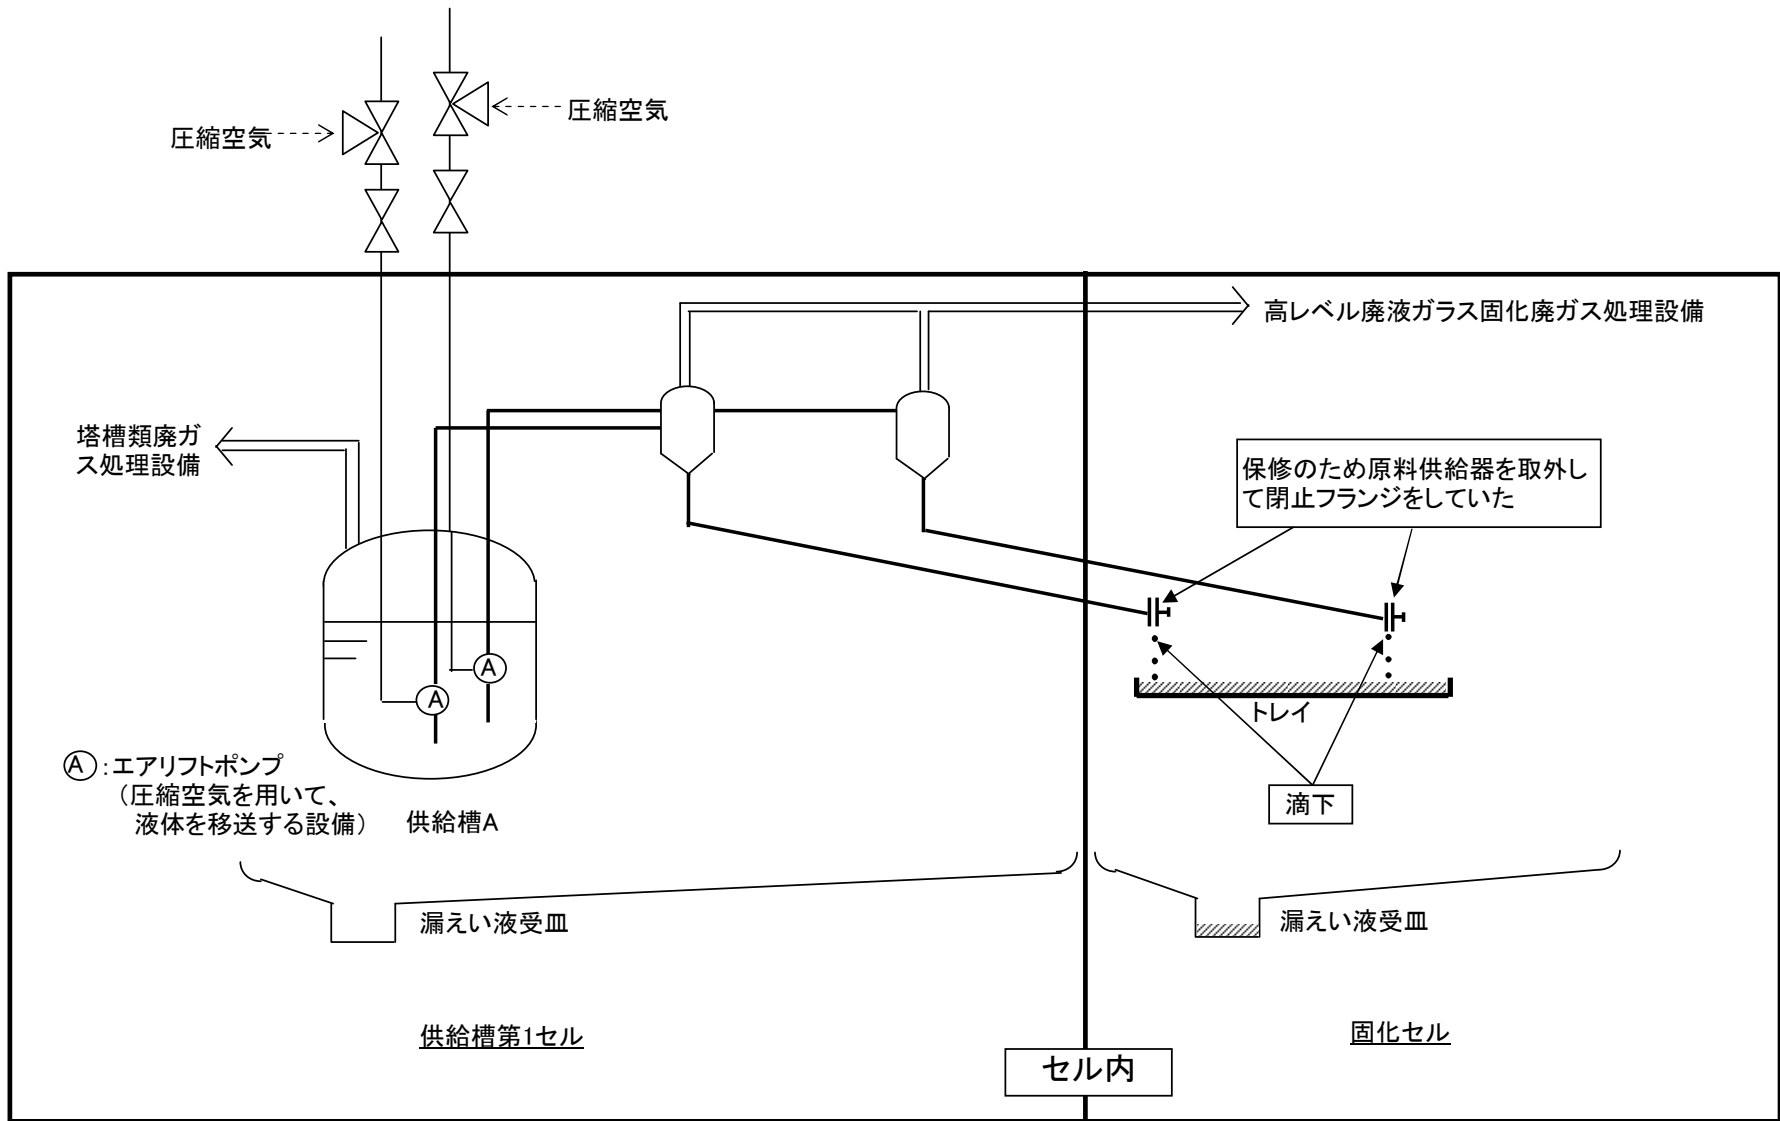 圧縮空気
圧縮空気
高レベル廃液ガラス固化廃ガス処理設備
塔槽類廃ガ
ス処理設備
保修のため原料供給器を取外し
て閉止フランジをしていた
A
A
トレイ
A：エアリフトポンプ
（圧縮空気を用いて、
液体を移送する設備）
供給槽A
滴下
漏えい液受皿
漏えい液受皿
供給槽第1セル
固化セル
セル内